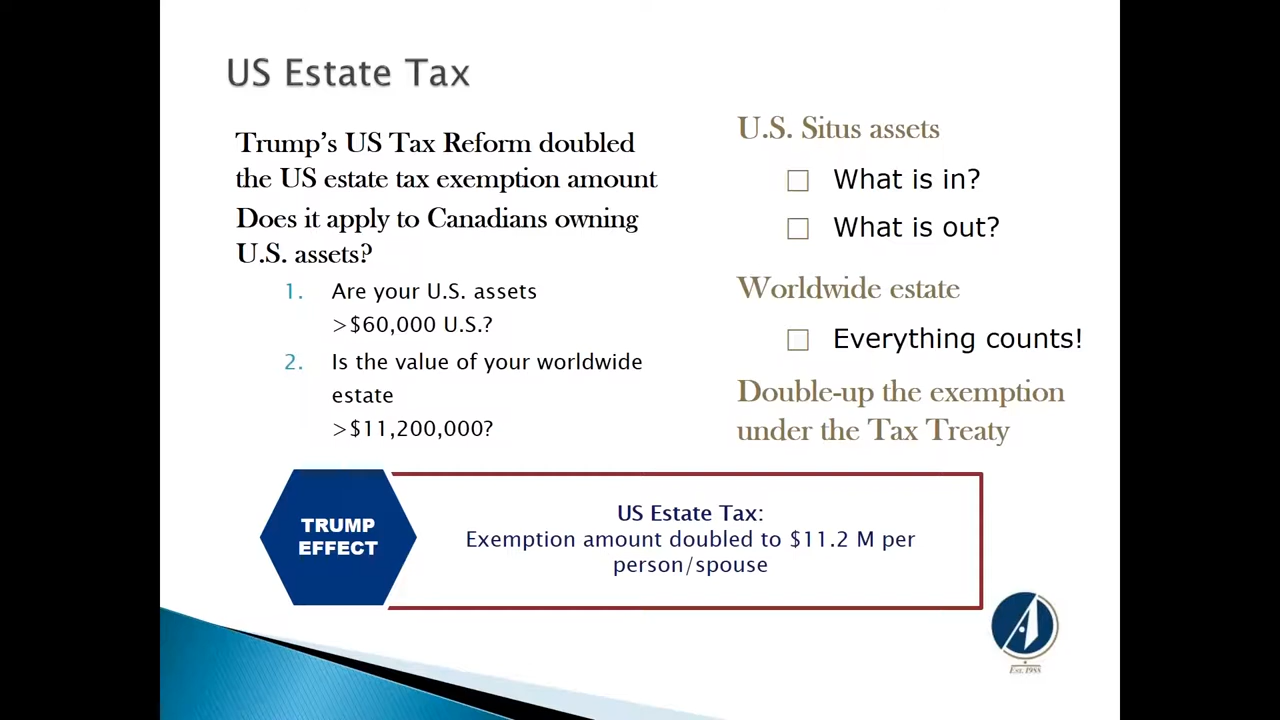 US Estate Tax
Trump's US Tax Reform doubled
the US estate tax exemption amount
Does it apply to Canadians owning
U.S. assets?
1. Are your U.S. assets
>$60,000 U.S.?
2. Is the value of your worldwide
estate
>$11,200,000?
U.S. Situs assets
What is in?
What is out?
Worldwide estate
Everything counts!
Double-up the exemption
under the Tax Treaty
TRUMP
EFFECT
US Estate Tax:
Exemption amount doubled to $11.2 M per
person/spouse
A
EST. 1988